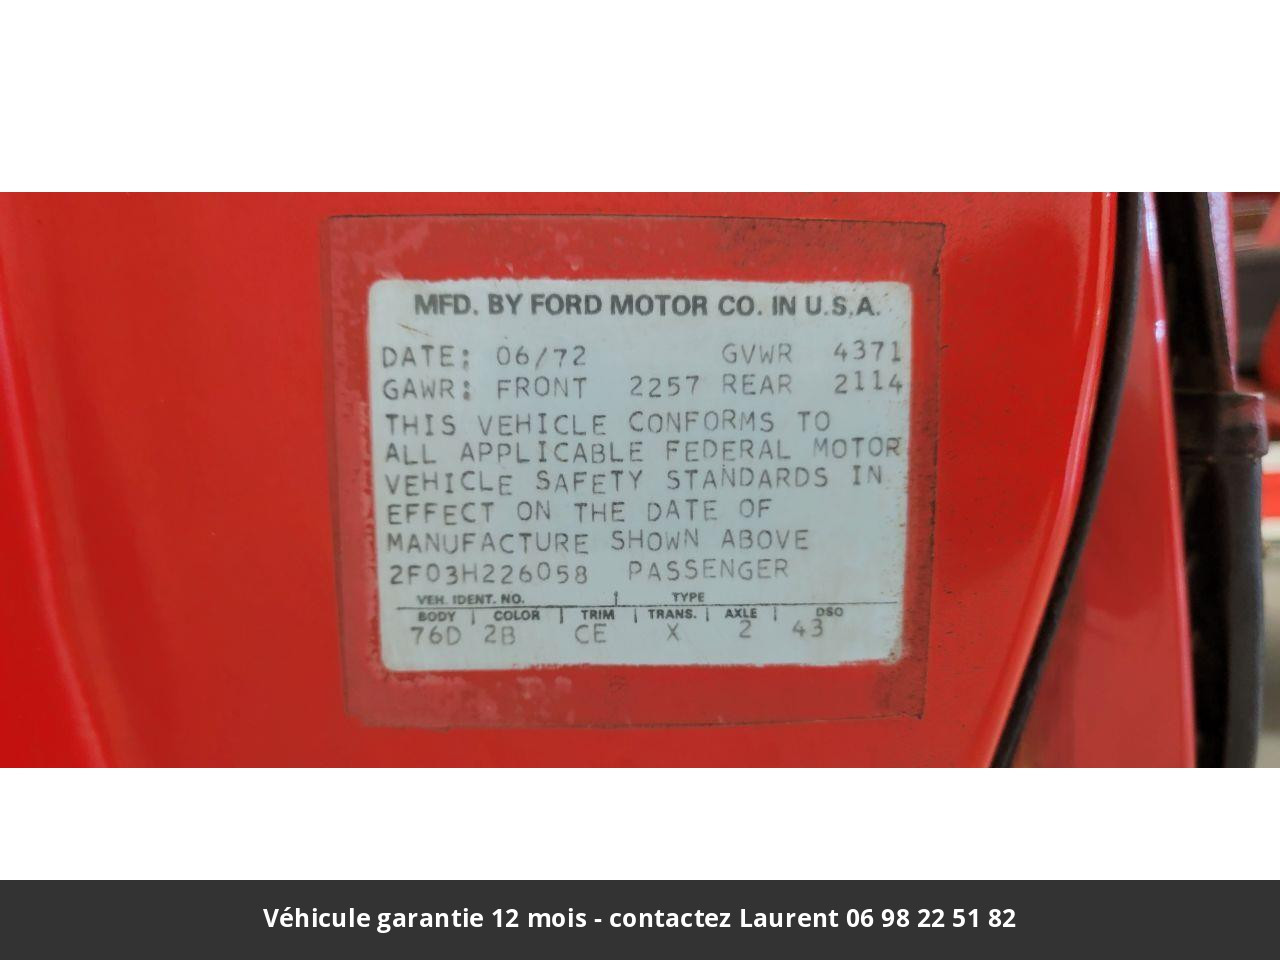 MFD. BY FORD MOTOR CO. IN U.S.A.
DATE: 06/72 GVWR 4371
GAWR: FRONT 2257 REAR 2114
THIS VEHICLE CONFORMS TO
ALL APPLICABLE FEDERAL MOTOR
VEHICLE SAFETY STANDARDS IN
EFFECT ON THE DATE OF
MANUFACTURE SHOWN ABOVE
2F03H226058 PASSENGER
VEH. IDENT. NO. TYPE
BODY COLOR TRIM TRANS. AXLE DSO
76D 2B CE X 2 43
Véhicule garantie 12 mois - contactez Laurent 06 98 22 51 82